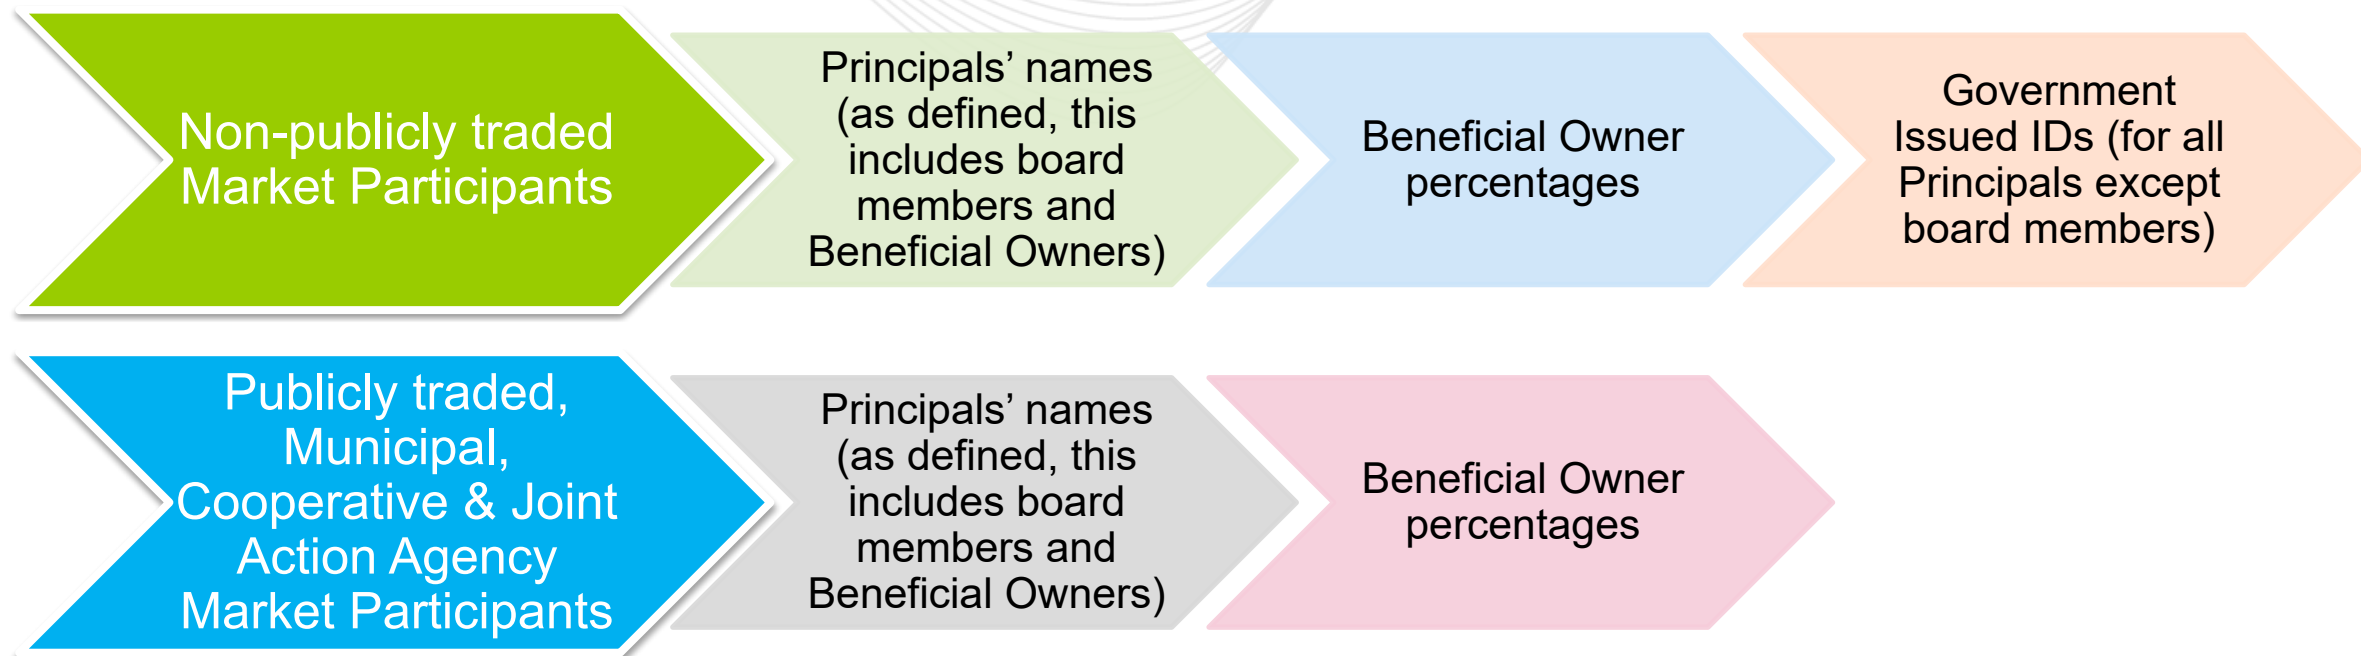 Non-publicly traded
Market Participants
Principals’ names
(as defined, this
includes board
members and
Beneficial Owners)
Beneficial Owner
percentages
Government
Issued IDs (for all
Principals except
board members)
Publicly traded,
Municipal,
Cooperative & Joint
Action Agency
Market Participants
Principals’ names
(as defined, this
includes board
members and
Beneficial Owners)
Beneficial Owner
percentages